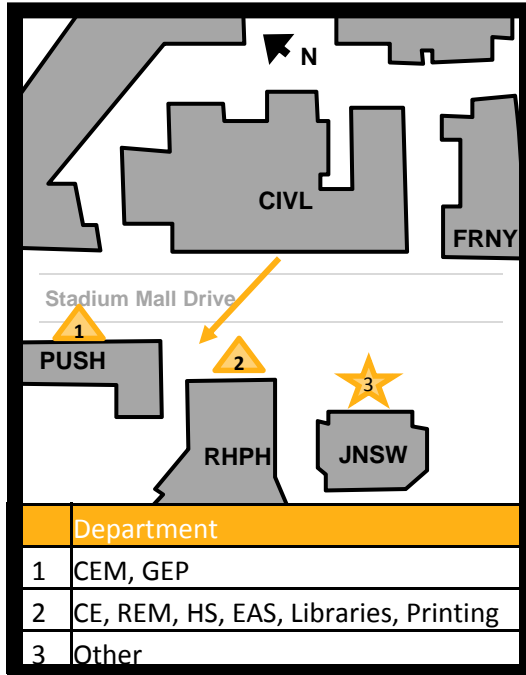 N
CIVL
FRNY
Stadium Mall Drive
1
PUSH
2
3
RHPH
JNSW
Department
1 CEM, GEP
2 CE, REM, HS, EAS, Libraries, Printing
3 Other